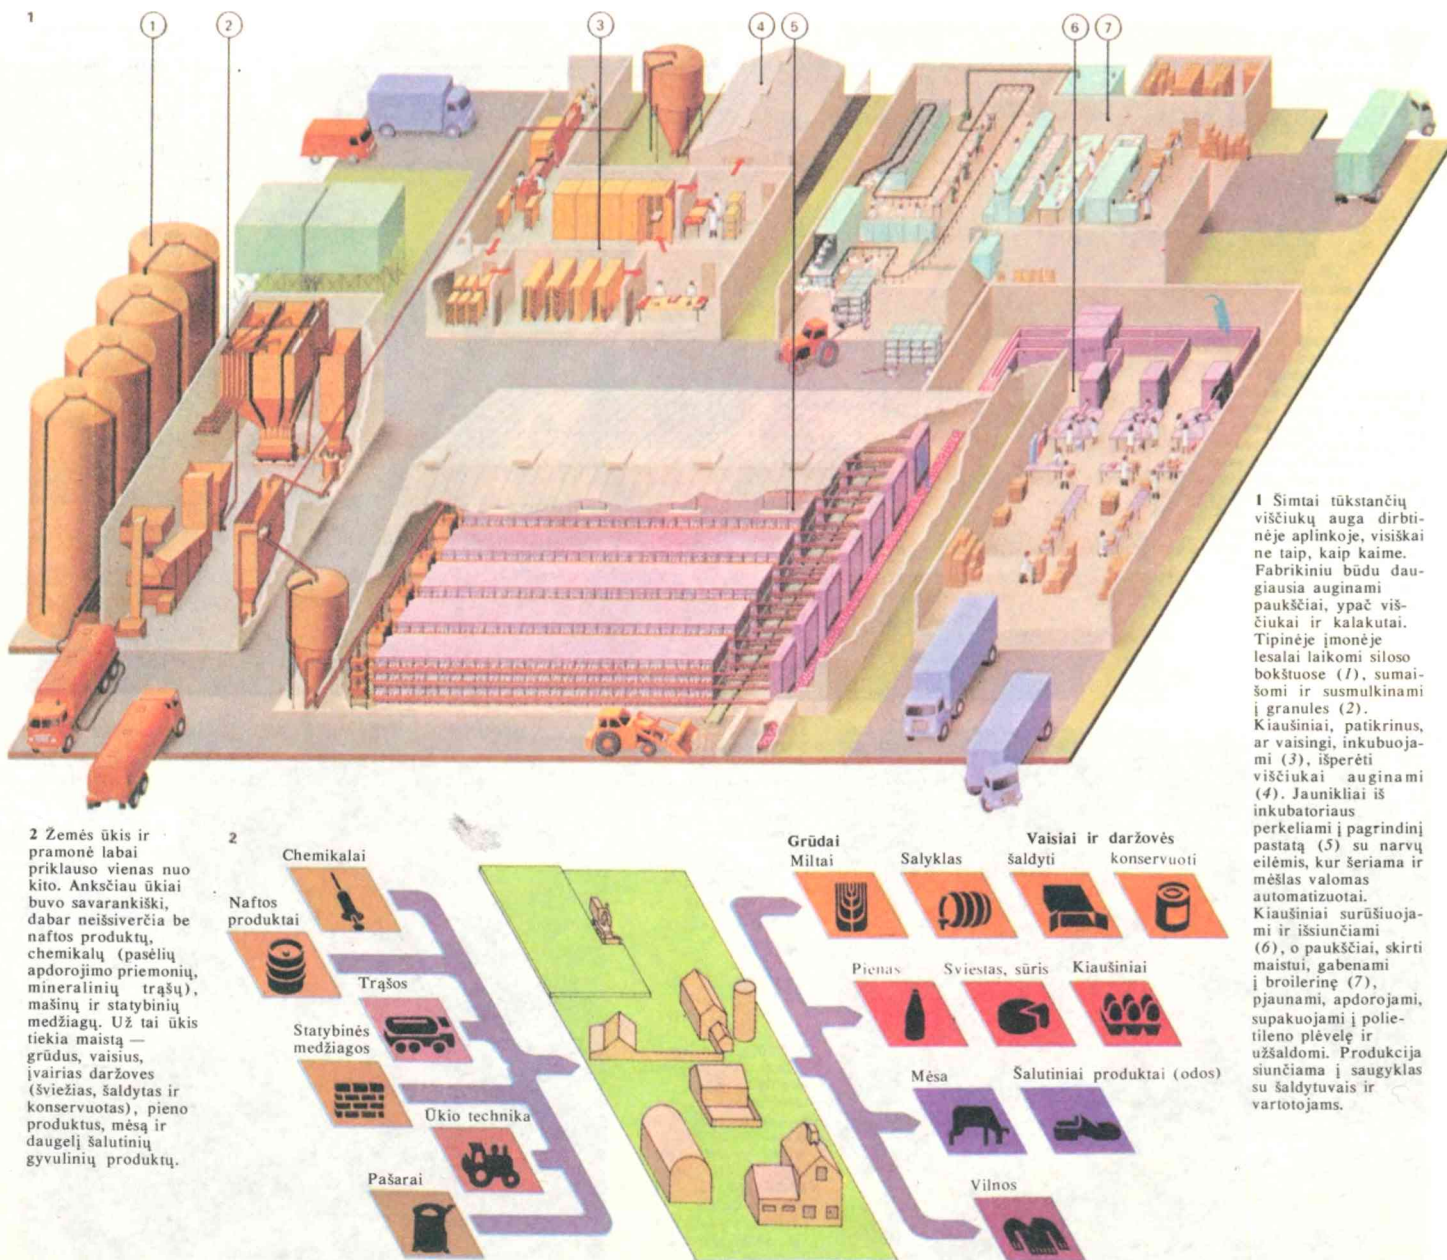 1
1
2
3
4
5
6
7
1 Šimtai tūkstančių
viščiukų auga dirbti-
nėje aplinkoje, visiškai
ne taip, kaip kaime.
Fabrikiniu būdu dau-
giausia auginami
paukščiai, ypač viš-
čiukai ir kalakutai.
Tipinėje įmonėje
lesalai laikomi siloso
bokštuose (1), sumai-
šomi ir susmulkinami
į granules (2).
Kiaušiniai, patikrinus,
ar vaisingi, inkubuoja-
mi (3), išperėti
viščiukai auginami
(4). Jaunikliai iš
inkubatoriaus
perkeliami į pagrindinį
pastatą (5) su narvų
eilėmis, kur šeriama ir
mėšlas valomas
automatizuotai.
Kiaušiniai surūšiuoja-
mi ir išsiunčiami
(6), o paukščiai, skirti
maistui, gabenami
į broilerinę (7),
pjaunami, apdorojami,
supakuojami į polie-
tileno plėvelę ir
užšaldomi. Produkcija
siunčiama į saugyklas
su šaldytuvais ir
vartotojams.
2 Žemės ūkis ir
pramonė labai
priklauso vienas nuo
kito. Anksčiau ūkiai
buvo savarankiški,
dabar neišsiverčia be
naftos produktų,
chemikalų (pasėlių
apdorojimo priemonių,
mineralinių trąšų),
mašinų ir statybinių
medžiagų. Už tai ūkis
tiekia maistą —
grūdus, vaisius,
įvairias daržoves
(šviežias, šaldytas ir
konservuotas), pieno
produktus, mėsą ir
daugelį šalutinių
gyvulinių produktų.
2
Chemikalai
Naftos
produktai
Trąšos
Statybinės
medžiagos
Ūkio technika
Pašarai
Grūdai
Vaisiai ir daržovės
Miltai
Salyklas
šaldyti
konservuoti
Pienas
Sviestas, sūris
Kiaušiniai
Mėsa
Šalutiniai produktai (odos)
Vilnos